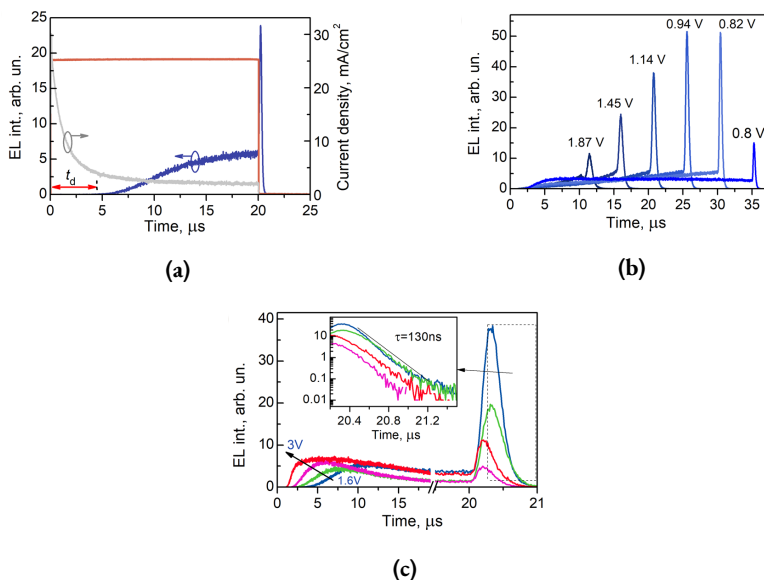 EL int., arb. un.
25
20
15
10
5
0
30
20
10
0
Current density, mA/cm²
t_d
0 5 10 15 20 25
Time, μs
(a)
EL int., arb. un.
50
40
30
20
10
0
1.87 V
1.45 V
1.14 V
0.94 V
0.82 V
0.8 V
0 5 10 15 20 25 30 35
Time, μs
(b)
EL int., arb. un.
40
30
20
10
0
10
1
0.1
0.01
τ=130ns
20.4 20.8 21.2
Time, μs
3V
1.6V
0 5 10 15 20 21
Time, μs
(c)